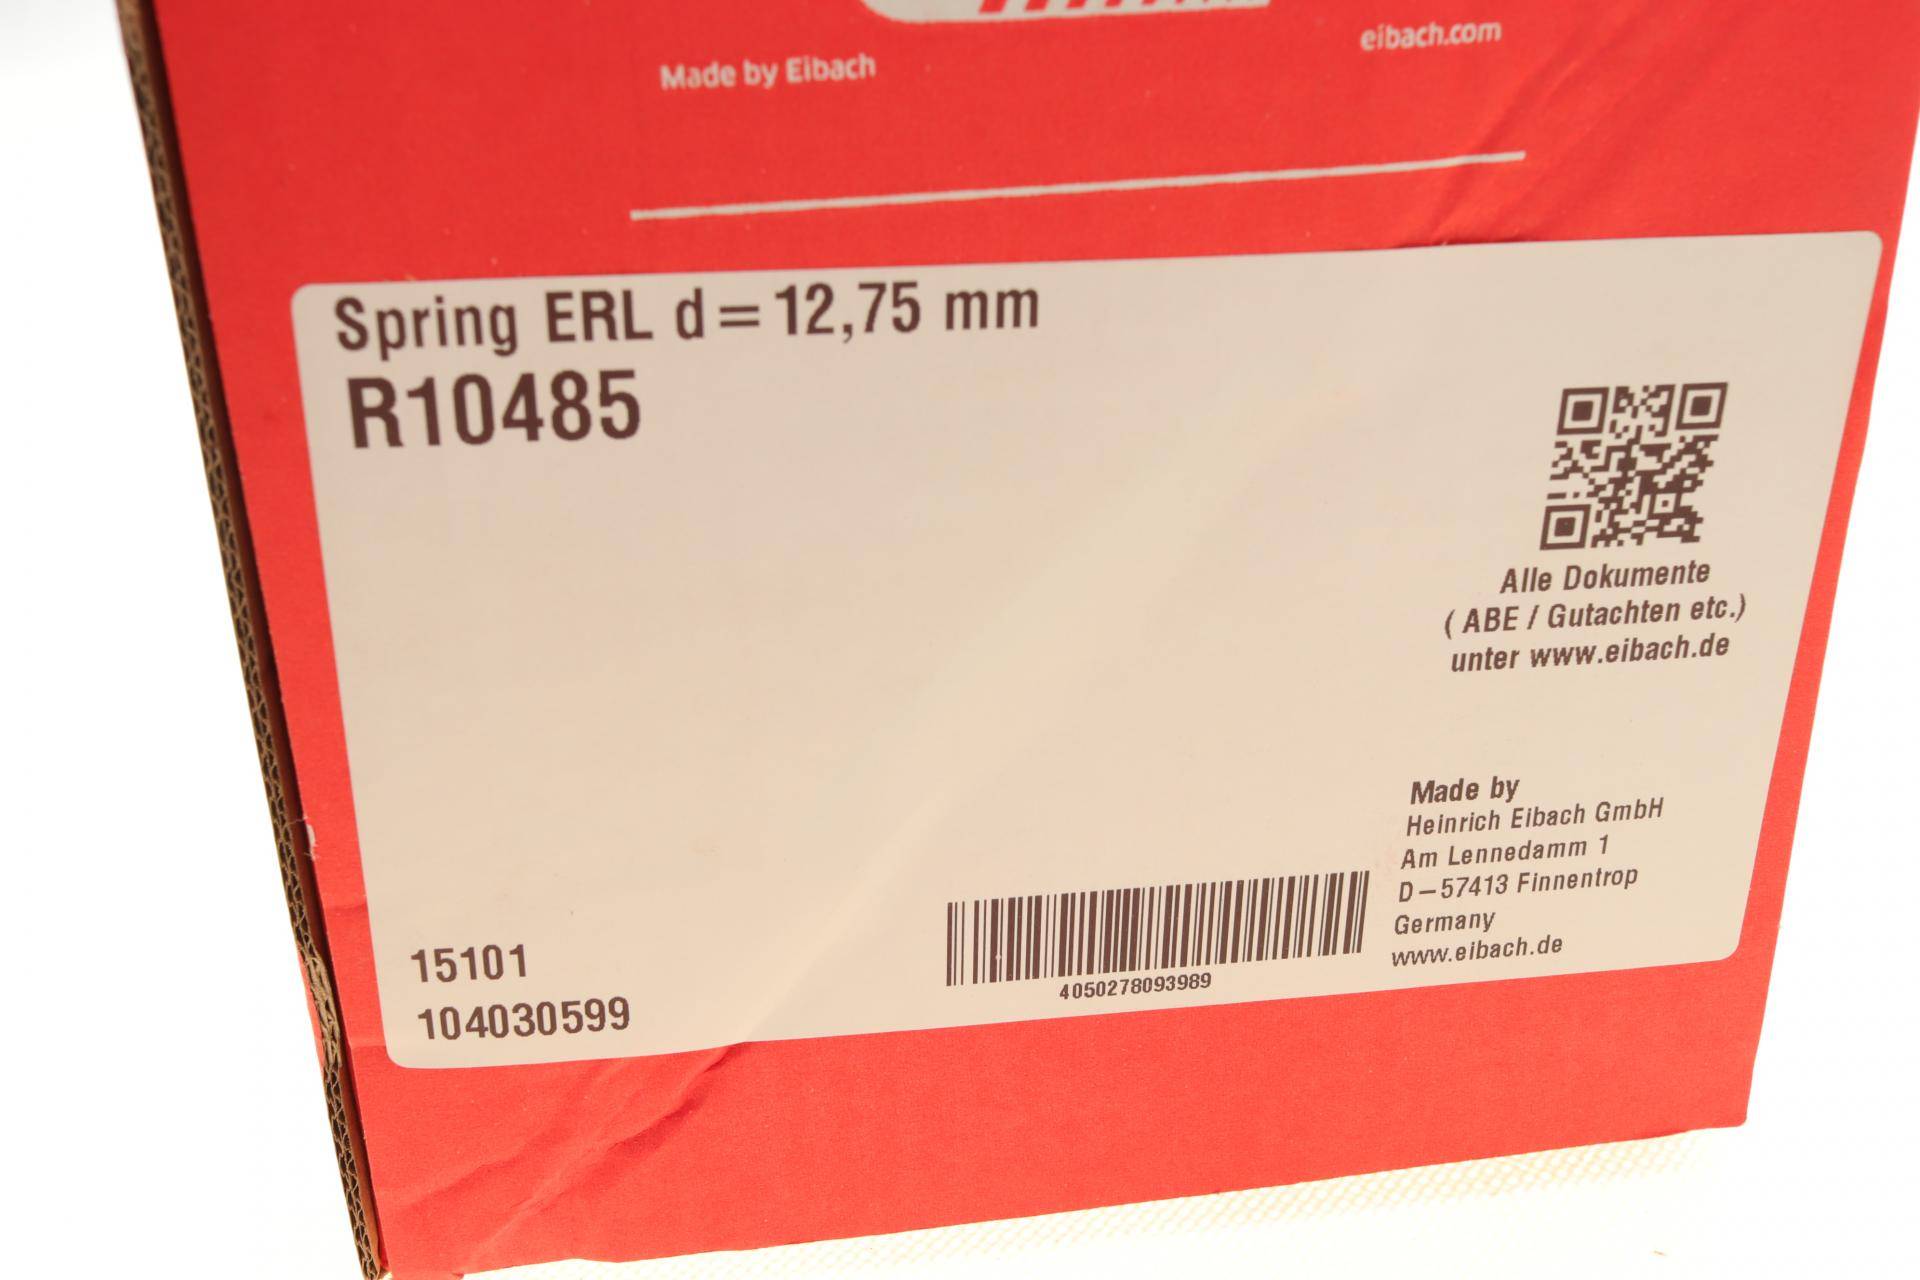 Made by Eibach
eibach.com
Spring ERL d=12,75 mm
R10485
Alle Dokumente
( ABE / Gutachten etc.)
unter www.eibach.de
Made by
Heinrich Eibach GmbH
Am Lennedamm 1
D-57413 Finnentrop
Germany
www.eibach.de
15101
104030599
4050278093989